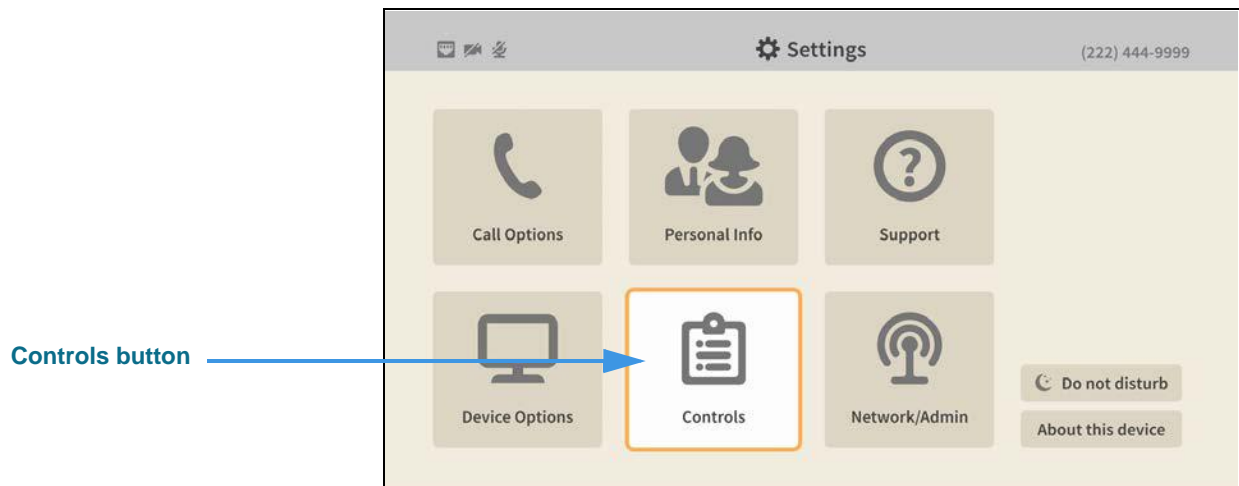 Settings
(222) 444-9999
Call Options
Personal Info
Support
Controls button
Device Options
Controls
Network/Admin
Do not disturb
About this device